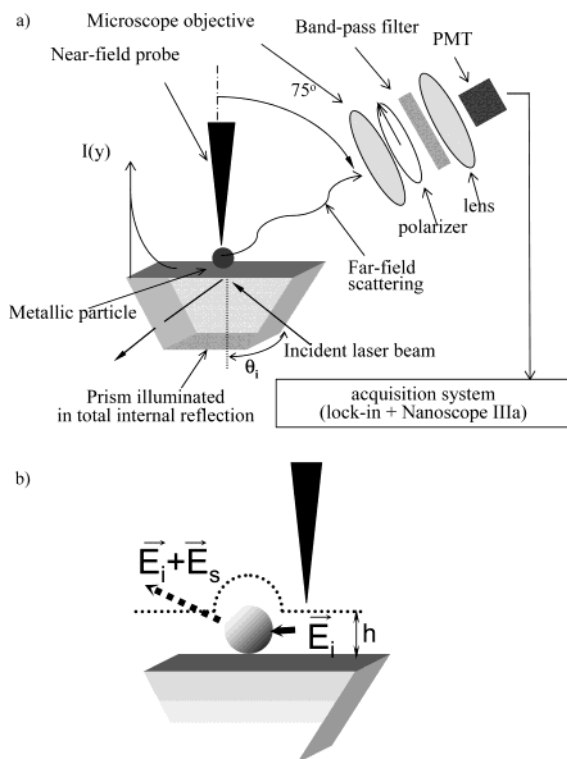 a)
Microscope objective
Near-field probe
Band-pass filter
PMT
75°
I(y)
lens
polarizer
Far-field
scattering
Metallic particle
Incident laser beam
θi
Prism illuminated
in total internal reflection
acquisition system
(lock-in + Nanoscope IIIa)
b)
Ei+Es
Ei
h